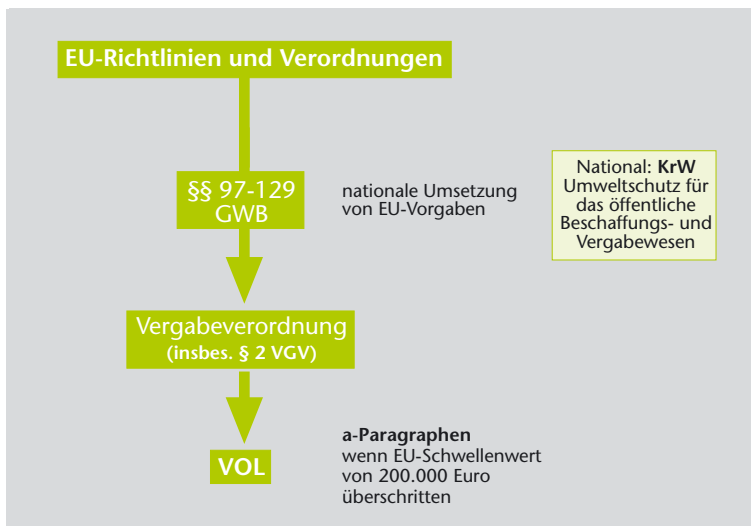 EU-Richtlinien und Verordnungen
§§ 97-129
GWB
nationale Umsetzung
von EU-Vorgaben
National: KrW
Umweltschutz für
das öffentliche
Beschaffungs- und
Vergabewesen
Vergabeverordnung
(insbes. § 2 VGV)
VOL
a-Paragraphen
wenn EU-Schwellenwert
von 200.000 Euro
überschritten